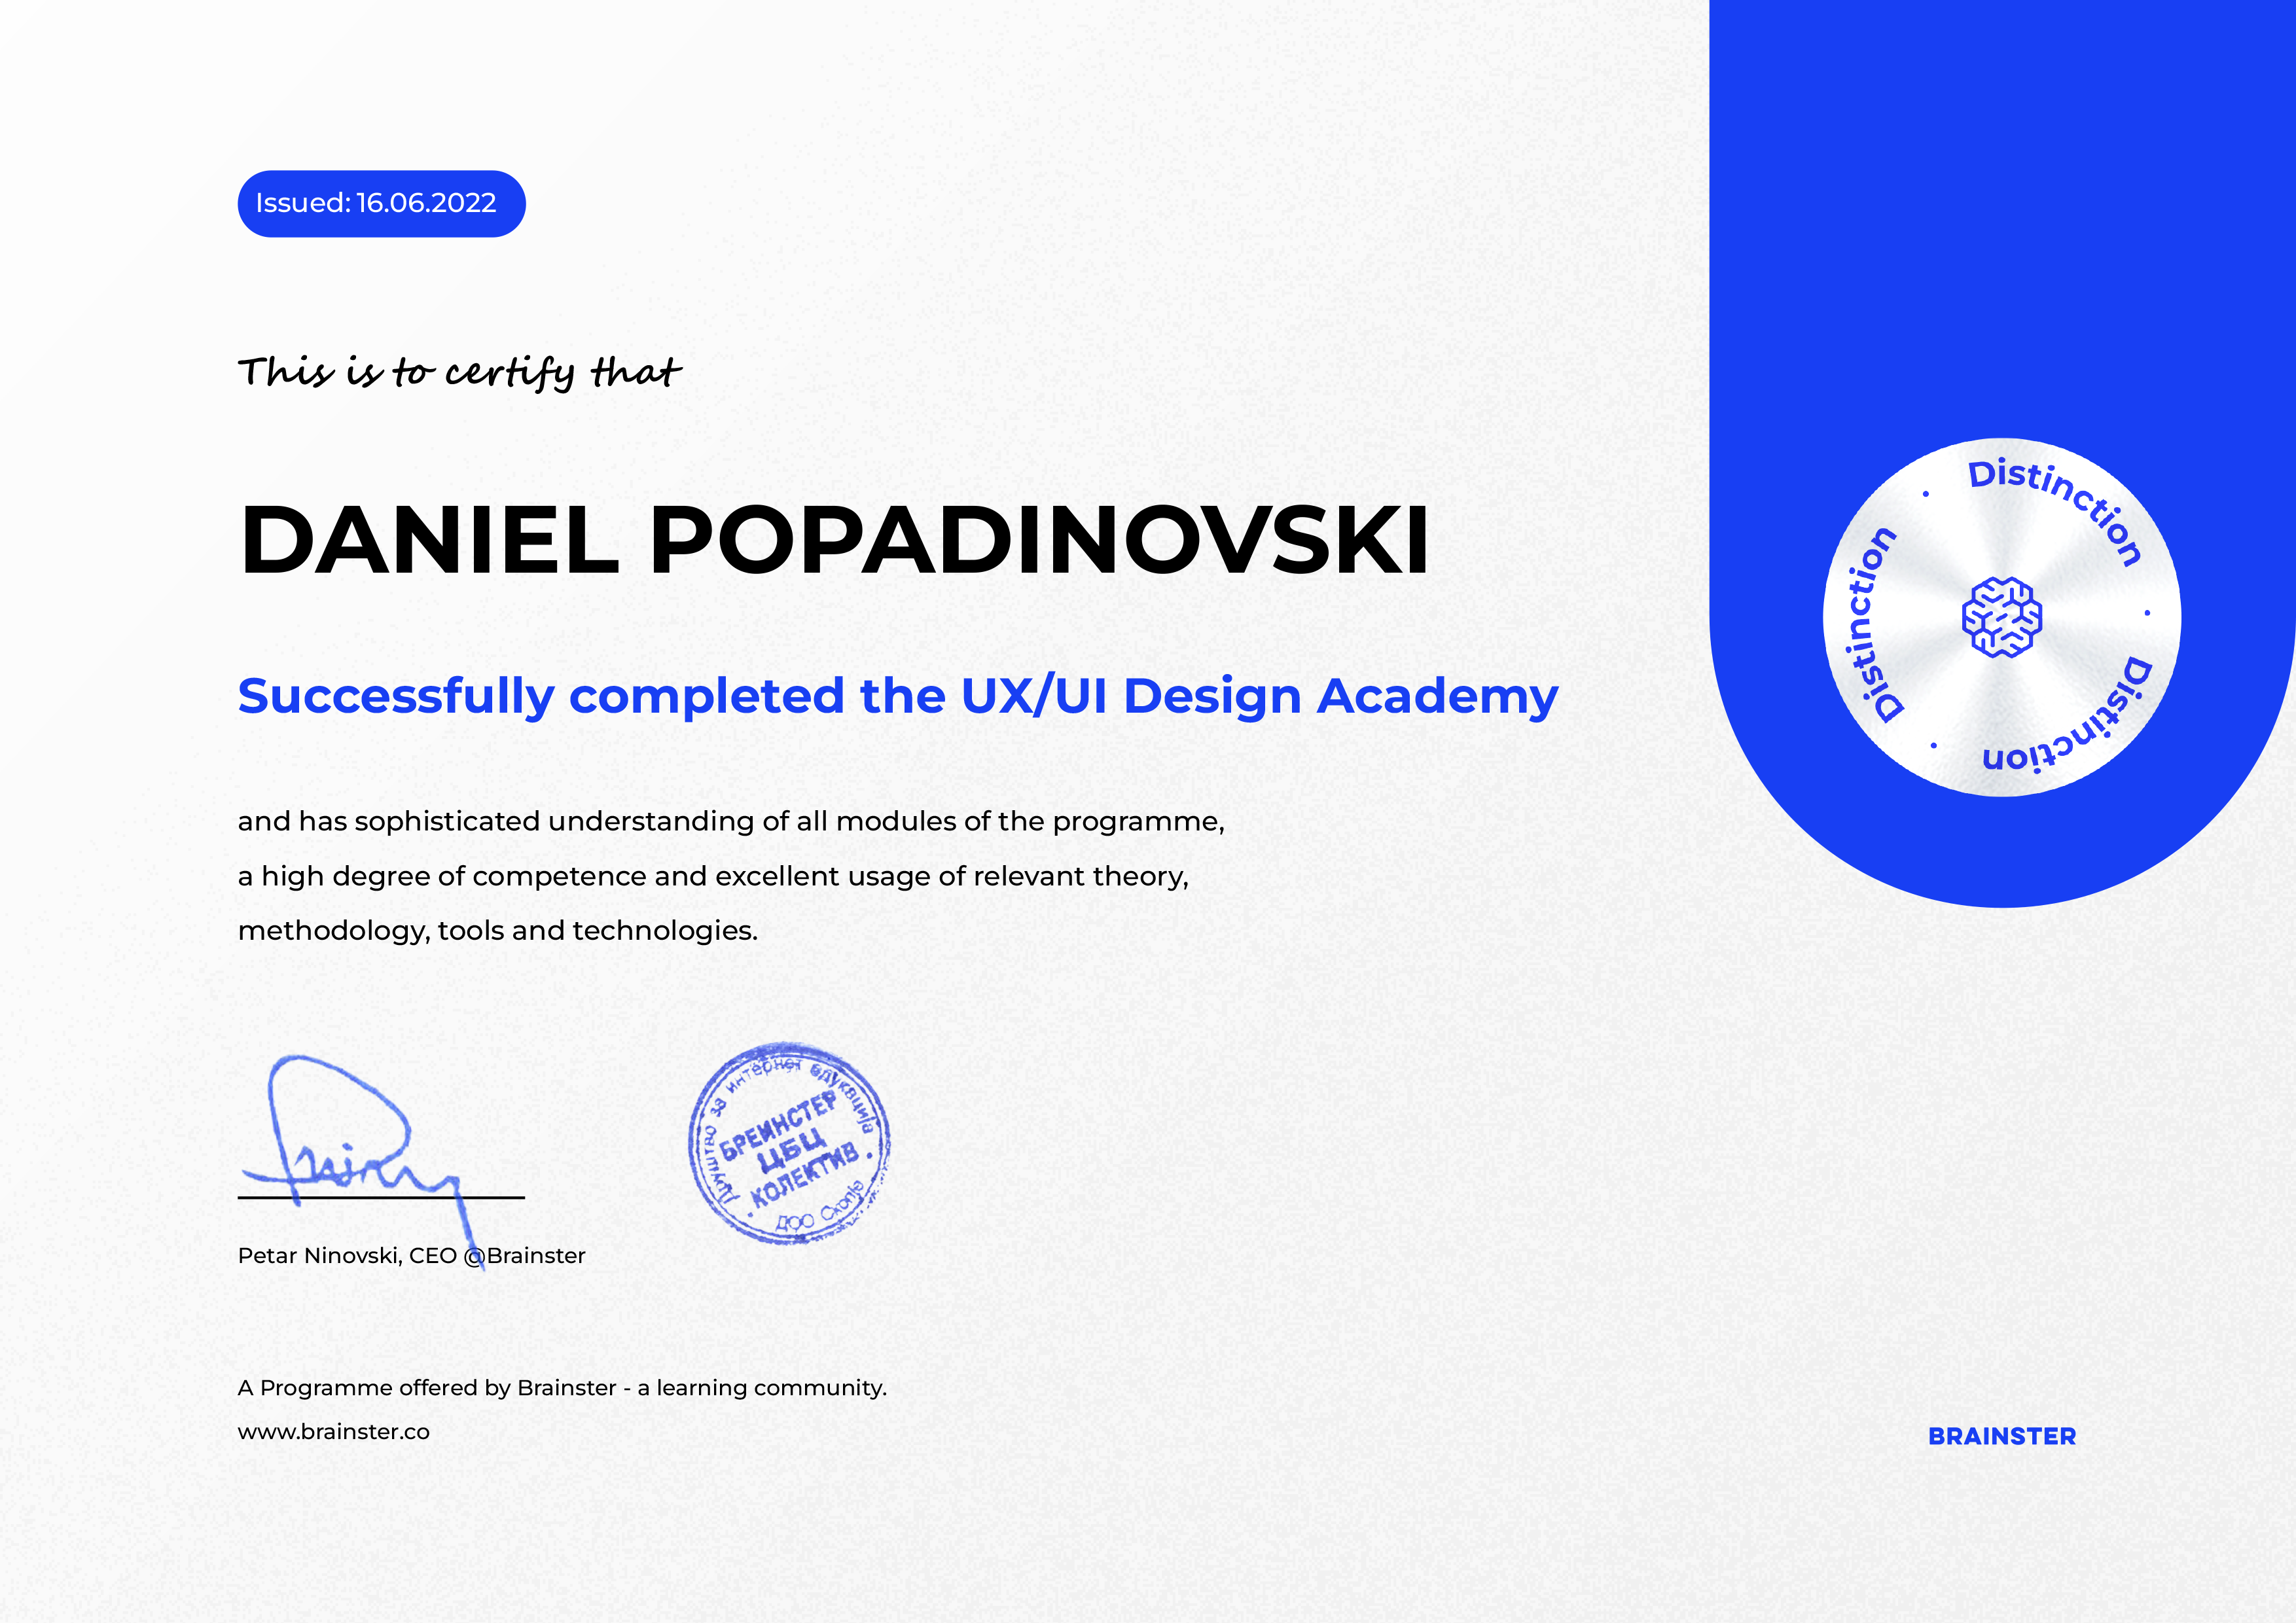 Issued: 16.06.2022
This is to certify that
DANIEL POPADINOVSKI
Successfully completed the UX/UI Design Academy
and has sophisticated understanding of all modules of the programme,
a high degree of competence and excellent usage of relevant theory,
methodology, tools and technologies.
Distinction · Distinction · Distinction ·
Друштво за интернет едукација
БРЕИНСТЕР
ЦБЦ
КОЛЕКТИВ
ДОО Скопје
Petar Ninovski, CEO @Brainster
A Programme offered by Brainster - a learning community.
www.brainster.co
BRAINSTER